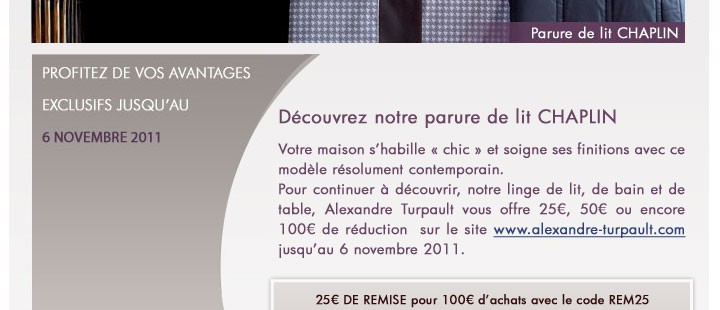 Parure de lit CHAPLIN
PROFITEZ DE VOS AVANTAGES
EXCLUSIFS JUSQU'AU
6 NOVEMBRE 2011
Découvrez notre parure de lit CHAPLIN
Votre maison s'habille « chic » et soigne ses finitions avec ce
modèle résolument contemporain.
Pour continuer à découvrir, notre linge de lit, de bain et de
table, Alexandre Turpault vous offre 25€, 50€ ou encore
100€ de réduction sur le site www.alexandre-turpault.com
jusqu'au 6 novembre 2011.
25€ DE REMISE pour 100€ d'achats avec le code REM25